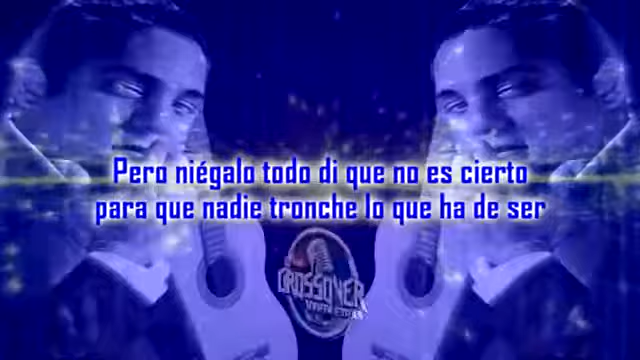 Pero niégalo todo di que no es cierto
para que nadie tronche lo que ha de ser
CROSSOVER